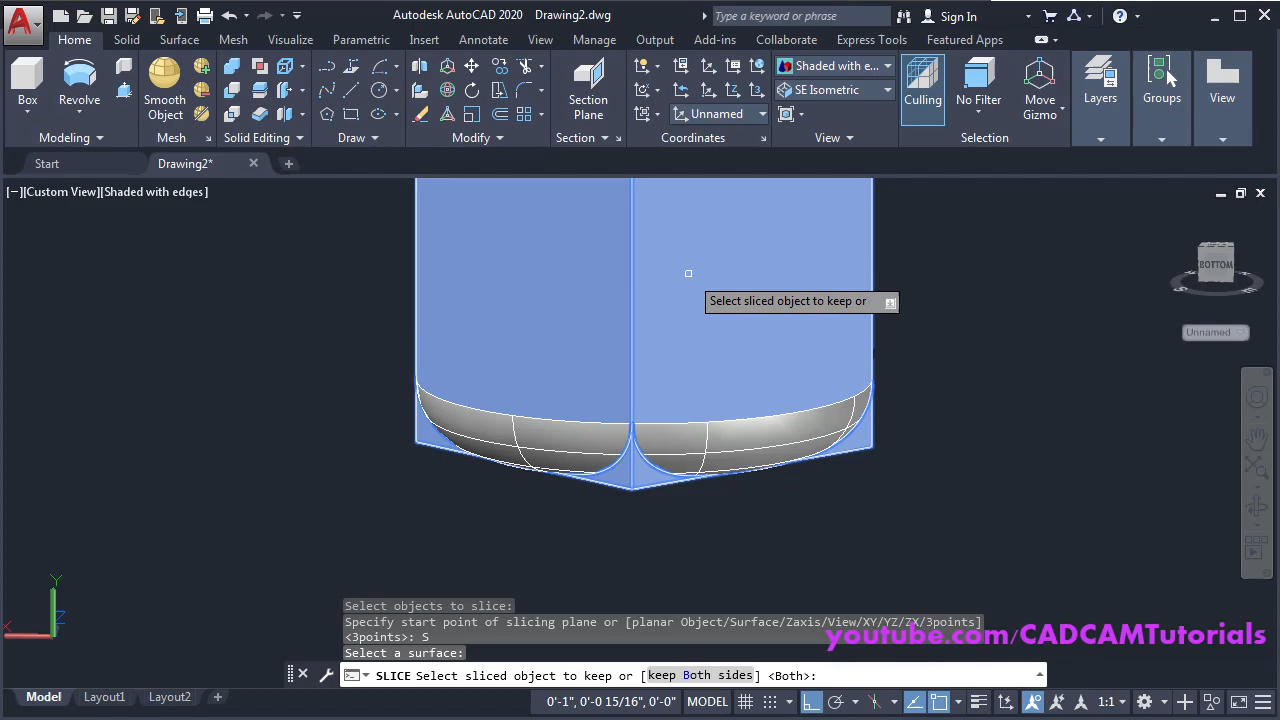 Autodesk AutoCAD 2020 Drawing2.dwg
Type a keyword or phrase
Sign In
Home Solid Surface Mesh Visualize Parametric Insert Annotate View Manage Output Add-ins Collaborate Express Tools Featured Apps
Box
Revolve
Smooth
Object
Section
Plane
Shaded with e...
SE Isometric
Unnamed
Culling
No Filter
Move
Gizmo
Layers
Groups
View
Modeling
Mesh
Solid Editing
Draw
Modify
Section
Coordinates
View
Selection
Start
Drawing2*
[−][Custom View][Shaded with edges]
BOTTOM
S
Unnamed
Select sliced object to keep or
Y
Z
X
Select objects to slice:
Specify start point of slicing plane or [planar Object/Surface/Zaxis/View/XY/YZ/ZX/3points]
<3points>: S
youtube.com/CADCAMTutorials
Select a surface:
SLICE Select sliced object to keep or [keep Both sides] <Both>:
Model Layout1 Layout2
0'-1", 0'-0 15/16", 0'-0"
MODEL
1:1